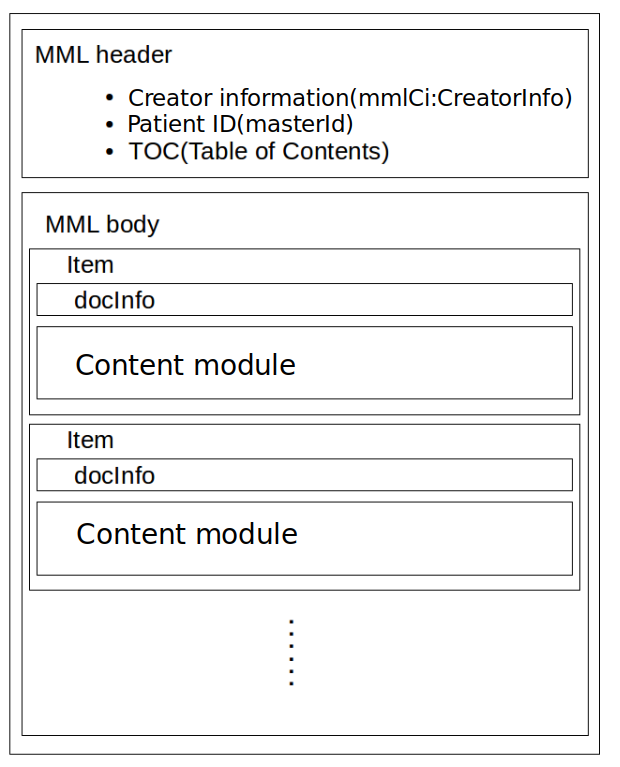 MML header
• Creator information(mmlCi:CreatorInfo)
• Patient ID(masterId)
• TOC(Table of Contents)
MML body
Item
docInfo
Content module
Item
docInfo
Content module